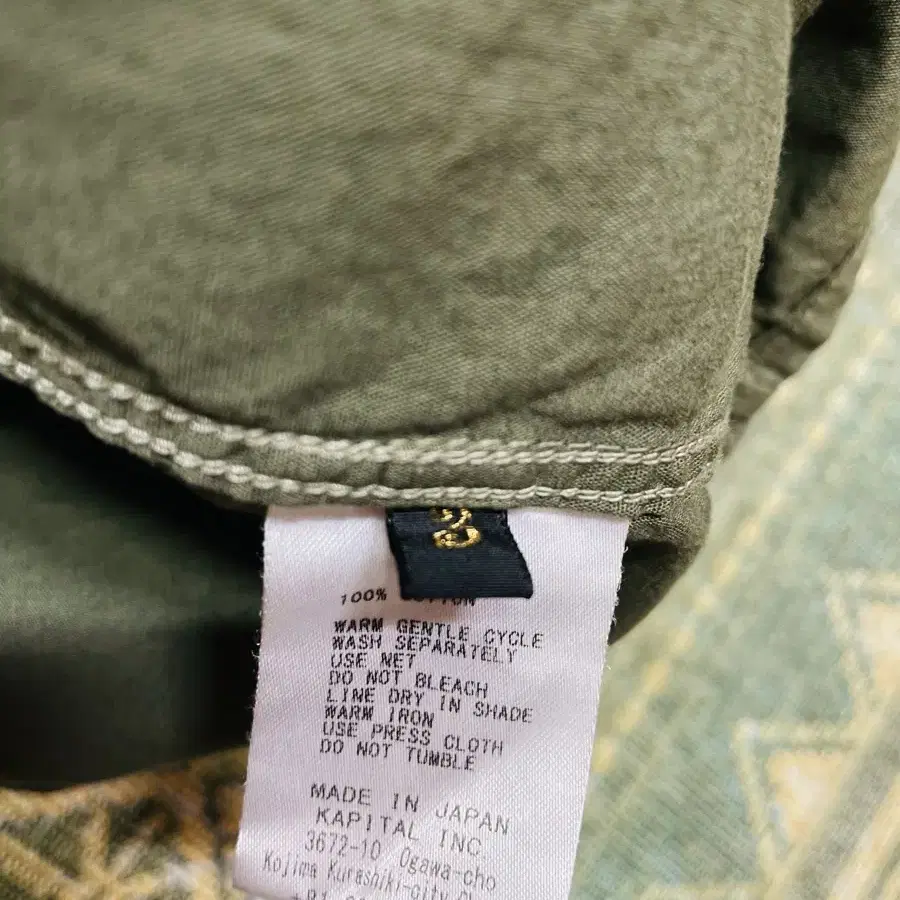 100% COTTON
WARM GENTLE CYCLE
WASH SEPARATELY
USE NET
DO NOT BLEACH
LINE DRY IN SHADE
WARM IRON
USE PRESS CLOTH
DO NOT TUMBLE
MADE IN JAPAN
KAPITAL INC.
3672-10 Ogawa-cho
Kojima Kurashiki-city